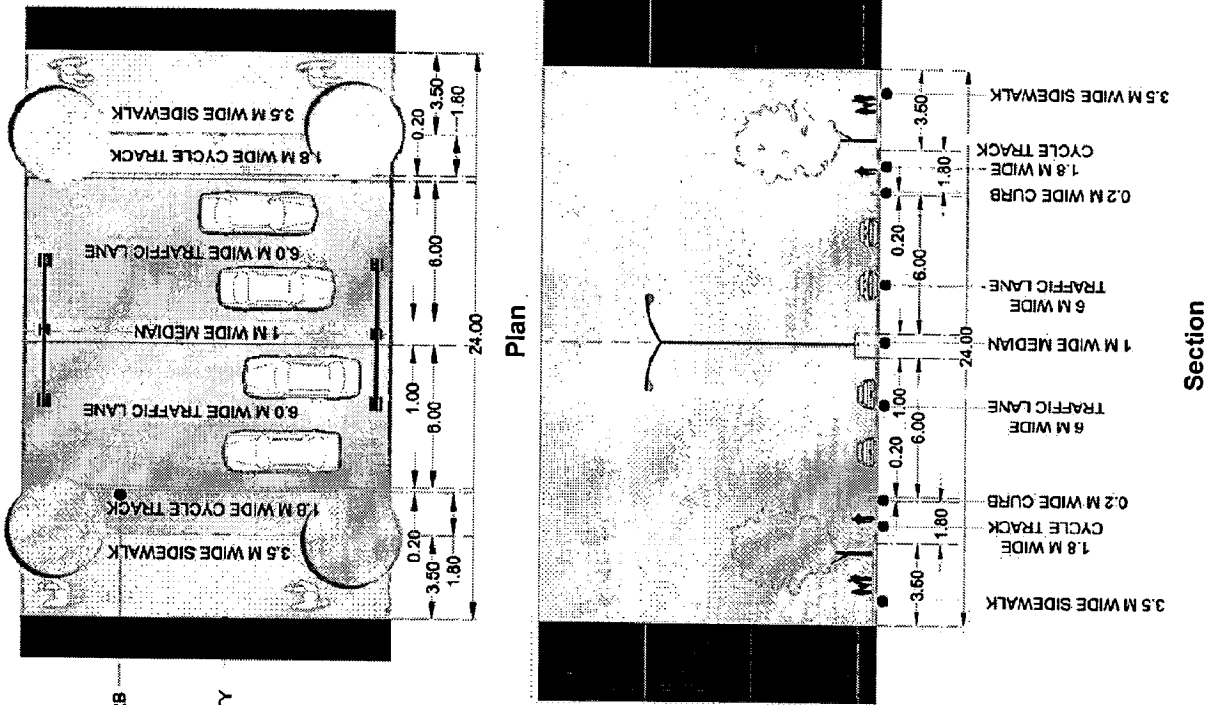 3.5 M WIDE SIDEWALK
1.8 M WIDE CYCLE TRACK
6.0 M WIDE TRAFFIC LANE
1 M WIDE MEDIAN
6.0 M WIDE TRAFFIC LANE
1.8 M WIDE CYCLE TRACK
3.5 M WIDE SIDEWALK
0.20
3.50
1.80
6.00
1.00
6.00
0.20
3.50
1.80
24.00
Plan
3.50
1.80
0.20
6.00
1.00
6.00
0.20
1.80
3.50
24.00
3.5 M WIDE SIDEWALK
1.8 M WIDE
CYCLE TRACK
0.2 M WIDE CURB
6 M WIDE
TRAFFIC LANE
1 M WIDE MEDIAN
6 M WIDE
TRAFFIC LANE
0.2 M WIDE CURB
1.8 M WIDE
CYCLE TRACK
3.5 M WIDE SIDEWALK
Section